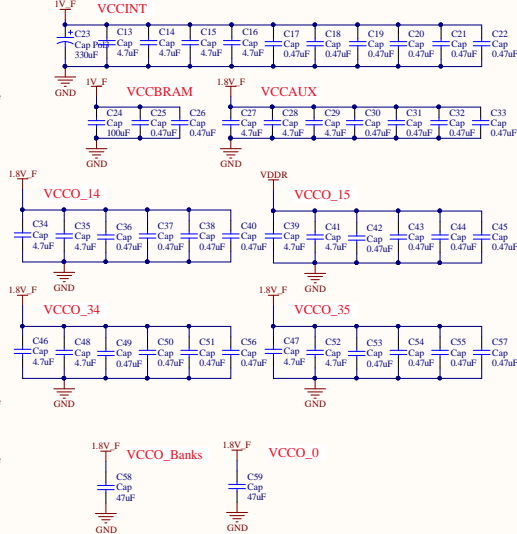 1V_F
VCCINT
C23
Cap Pol1
330uF
C13
Cap
4.7uF
C14
Cap
4.7uF
C15
Cap
4.7uF
C16
Cap
4.7uF
C17
Cap
0.47uF
C18
Cap
0.47uF
C19
Cap
0.47uF
C20
Cap
0.47uF
C21
Cap
0.47uF
C22
Cap
0.47uF
GND
1V_F
VCCBRAM
C24
Cap
100uF
C25
Cap
0.47uF
C26
Cap
0.47uF
GND
1.8V_F
VCCAUX
C27
Cap
4.7uF
C28
Cap
4.7uF
C29
Cap
4.7uF
C30
Cap
0.47uF
C31
Cap
0.47uF
C32
Cap
0.47uF
C33
Cap
0.47uF
GND
1.8V_F
VCCO_14
C34
Cap
4.7uF
C35
Cap
4.7uF
C36
Cap
0.47uF
C37
Cap
0.47uF
C38
Cap
0.47uF
C40
Cap
0.47uF
GND
VDDR
VCCO_15
C39
Cap
4.7uF
C41
Cap
4.7uF
C42
Cap
0.47uF
C43
Cap
0.47uF
C44
Cap
0.47uF
C45
Cap
0.47uF
GND
1.8V_F
VCCO_34
C46
Cap
4.7uF
C48
Cap
4.7uF
C49
Cap
0.47uF
C50
Cap
0.47uF
C51
Cap
0.47uF
C56
Cap
0.47uF
GND
1.8V_F
VCCO_35
C47
Cap
4.7uF
C52
Cap
4.7uF
C53
Cap
0.47uF
C54
Cap
0.47uF
C55
Cap
0.47uF
C57
Cap
0.47uF
GND
1.8V_F
VCCO_Banks
C58
Cap
47uF
GND
1.8V_F
VCCO_0
C59
Cap
47uF
GND